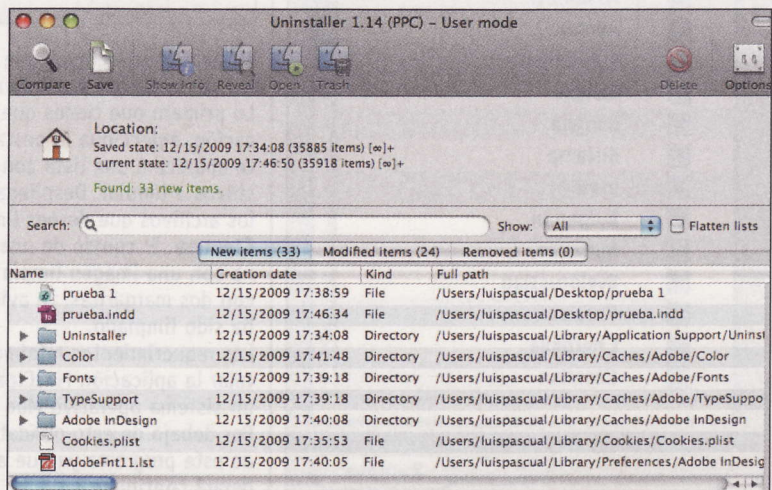 Uninstaller 1.14 (PPC) – User mode
Compare Save Show Info Reveal Open Trash Delete Options
Location:
Saved state: 12/15/2009 17:34:08 (35885 items) [∞]+
Current state: 12/15/2009 17:46:50 (35918 items) [∞]+
Found: 33 new items.
Search: Show: All Flatten lists
New items (33) Modified items (24) Removed items (0)
Name Creation date Kind Full path
prueba 1 12/15/2009 17:38:59 File /Users/luispascual/Desktop/prueba 1
prueba.indd 12/15/2009 17:46:34 File /Users/luispascual/Desktop/prueba.indd
Uninstaller 12/15/2009 17:34:08 Directory /Users/luispascual/Library/Application Support/Uninst
Color 12/15/2009 17:41:48 Directory /Users/luispascual/Library/Caches/Adobe/Color
Fonts 12/15/2009 17:39:18 Directory /Users/luispascual/Library/Caches/Adobe/Fonts
TypeSupport 12/15/2009 17:39:18 Directory /Users/luispascual/Library/Caches/Adobe/TypeSuppo
Adobe InDesign 12/15/2009 17:40:08 Directory /Users/luispascual/Library/Caches/Adobe InDesign
Cookies.plist 12/15/2009 17:35:53 File /Users/luispascual/Library/Cookies/Cookies.plist
AdobeFnt11.lst 12/15/2009 17:40:05 File /Users/luispascual/Library/Preferences/Adobe InDesig